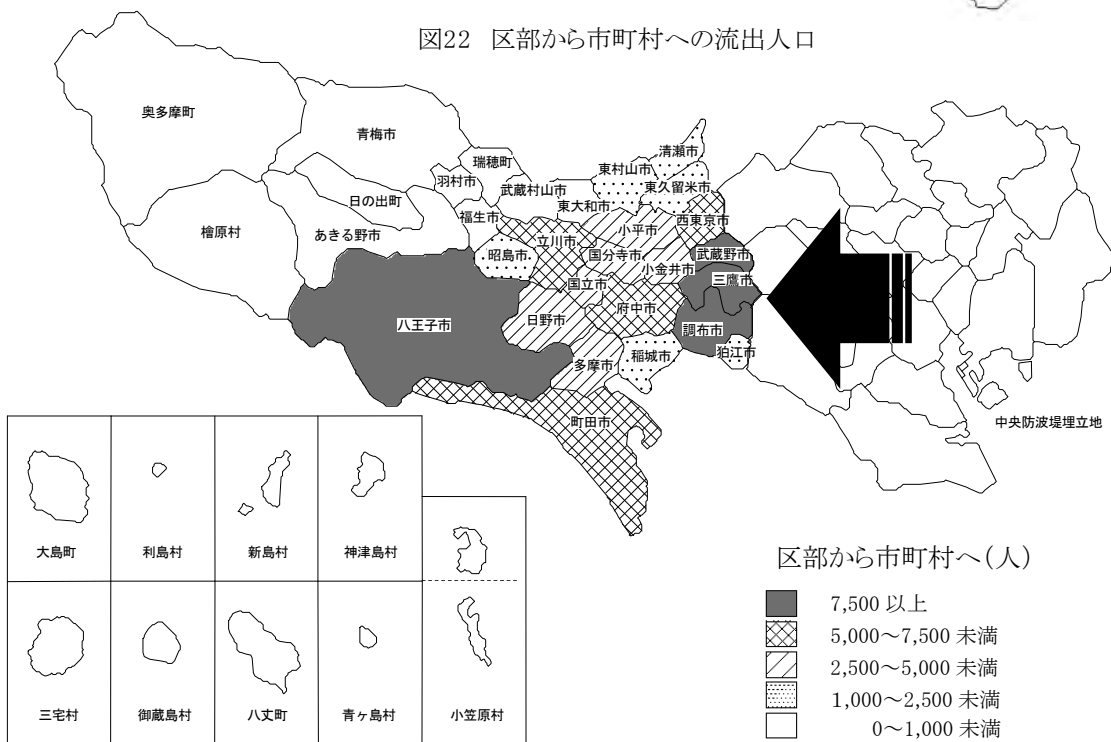 図22 区部から市町村への流出人口
奥多摩町
青梅市
瑞穂町
羽村市
日の出町
檜原村
あきる野市
福生市
武蔵村山市
東大和市
東村山市
清瀬市
東久留米市
西東京市
昭島市
立川市
小平市
国分寺市
小金井市
武蔵野市
三鷹市
国立市
府中市
調布市
狛江市
八王子市
日野市
多摩市
稲城市
町田市
中央防波堤埋立地
大島町
利島村
新島村
神津島村
三宅村
御蔵島村
八丈町
青ヶ島村
小笠原村
区部から市町村へ(人)
7,500 以上
5,000~7,500 未満
2,500~5,000 未満
1,000~2,500 未満
0~1,000 未満